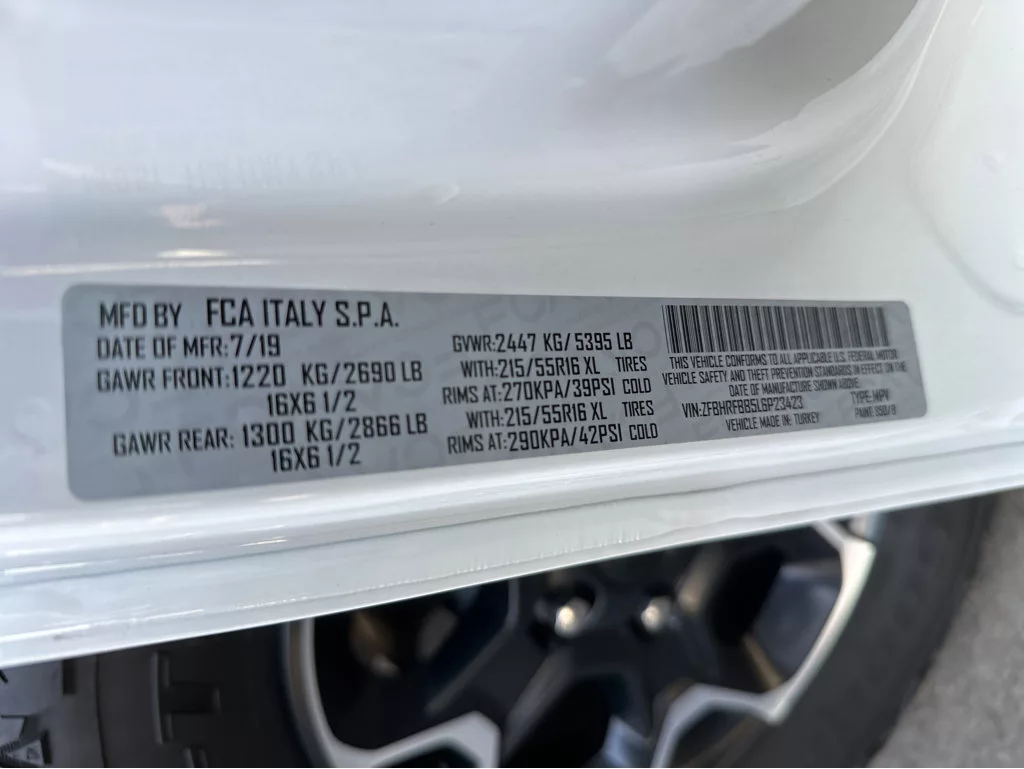 MFD BY FCA ITALY S.P.A.
DATE OF MFR:7/19
GAWR FRONT:1220 KG/2690 LB
16X6 1/2
GAWR REAR: 1300 KG/2866 LB
16X6 1/2
GVWR:2447 KG/5395 LB
WITH:215/55R16 XL TIRES
RIMS AT:270KPA/39PSI COLD
WITH:215/55R16 XL TIRES
RIMS AT:290KPA/42PSI COLD
THIS VEHICLE CONFORMS TO ALL APPLICABLE U.S. FEDERAL MOTOR
VEHICLE SAFETY AND THEFT PREVENTION STANDARDS IN EFFECT ON THE
DATE OF MANUFACTURE SHOWN ABOVE.
VIN:ZFBHRFBB5L6P23423 TYPE:MPV
VEHICLE MADE IN: TURKEY PAINT: